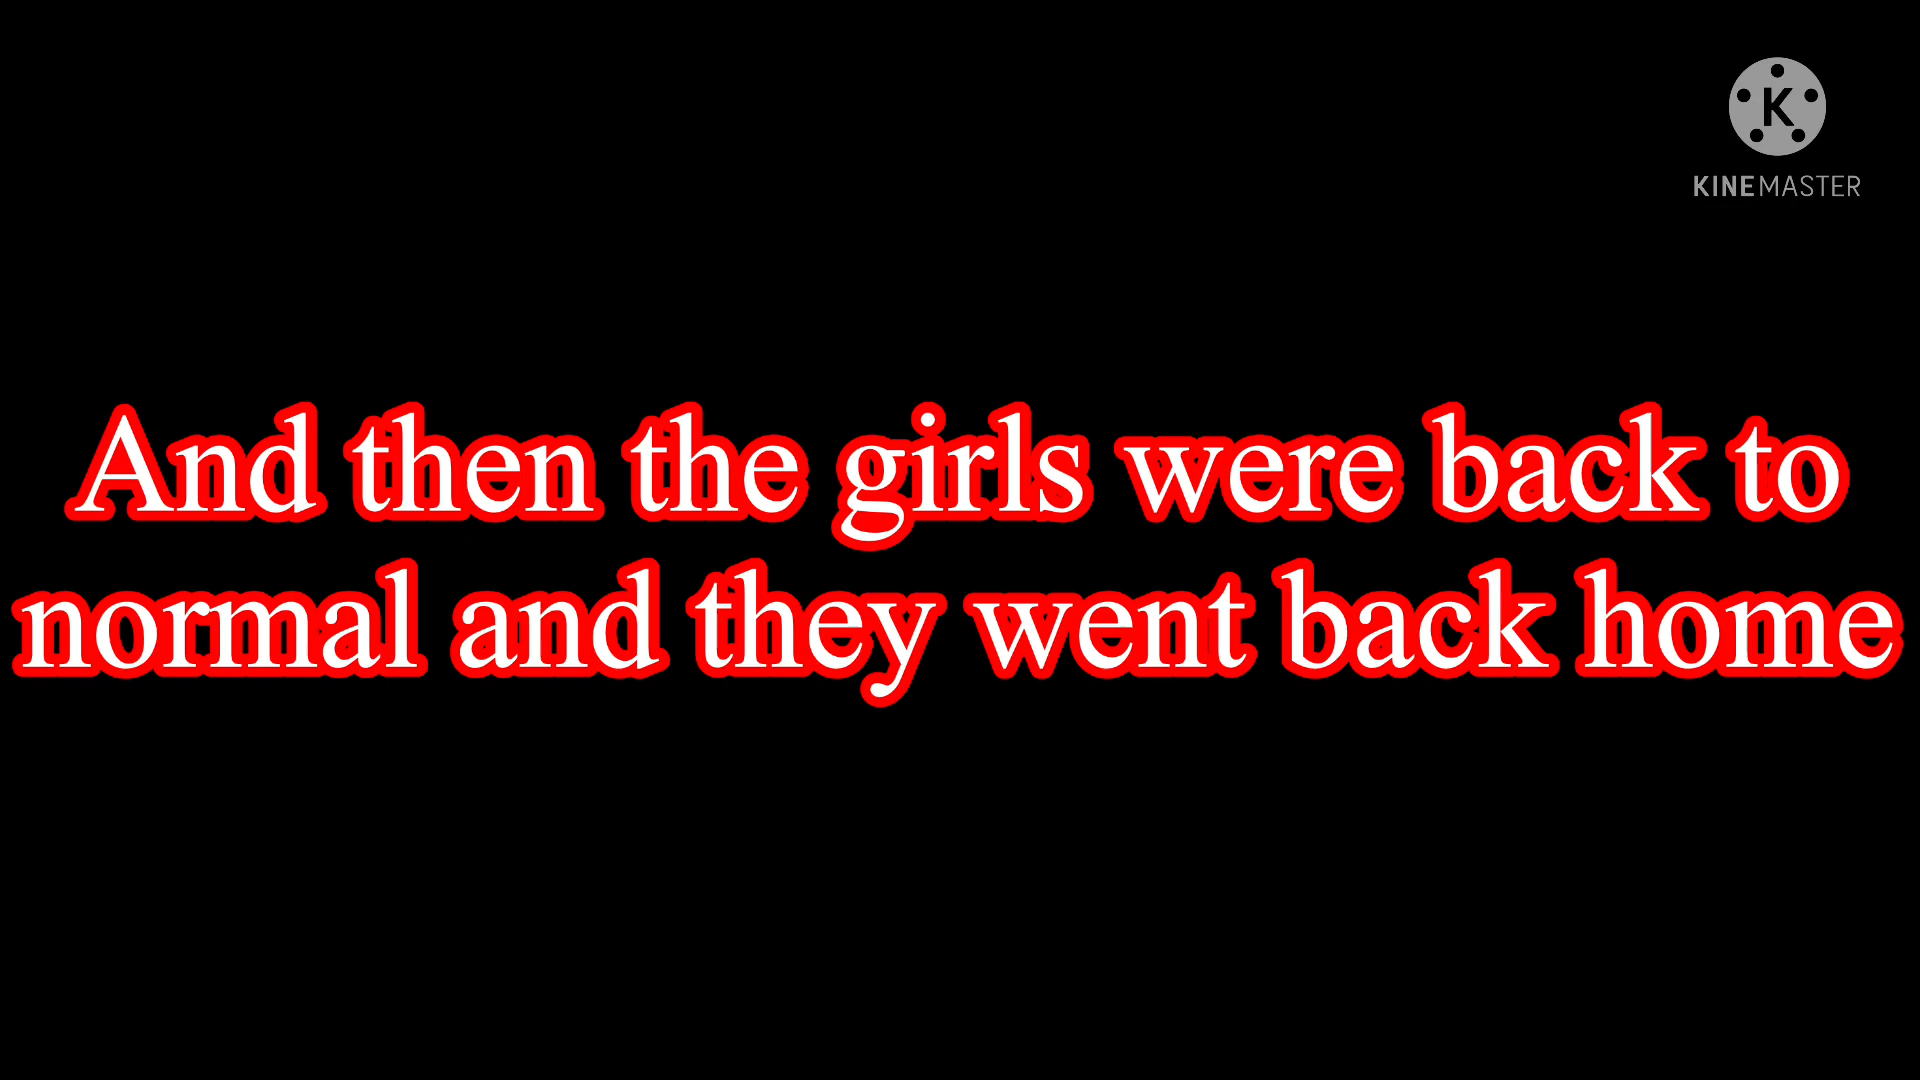 K
KINEMASTER
And then the girls were back to
normal and they went back home